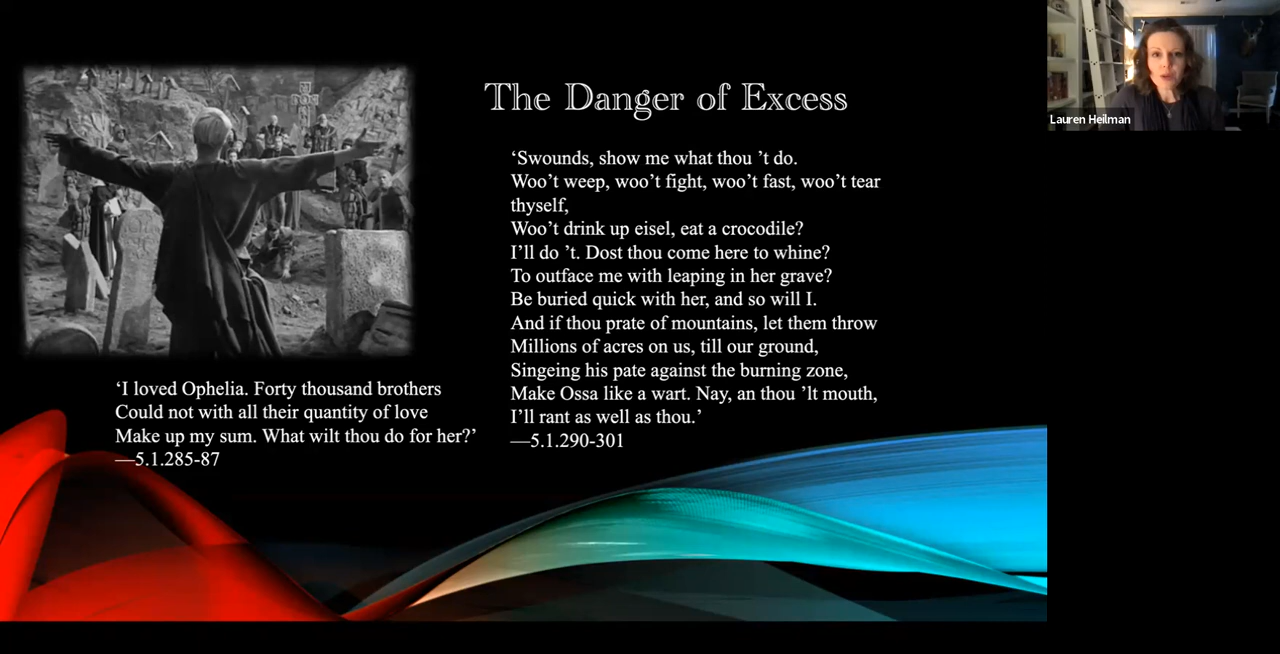 The Danger of Excess
‘Swounds, show me what thou ’t do.
Woo’t weep, woo’t fight, woo’t fast, woo’t tear
thyself,
Woo’t drink up eisel, eat a crocodile?
I’ll do ’t. Dost thou come here to whine?
To outface me with leaping in her grave?
Be buried quick with her, and so will I.
And if thou prate of mountains, let them throw
Millions of acres on us, till our ground,
Singeing his pate against the burning zone,
Make Ossa like a wart. Nay, an thou ’lt mouth,
I’ll rant as well as thou.’
—5.1.290-301
‘I loved Ophelia. Forty thousand brothers
Could not with all their quantity of love
Make up my sum. What wilt thou do for her?’
—5.1.285-87
Lauren Heilman